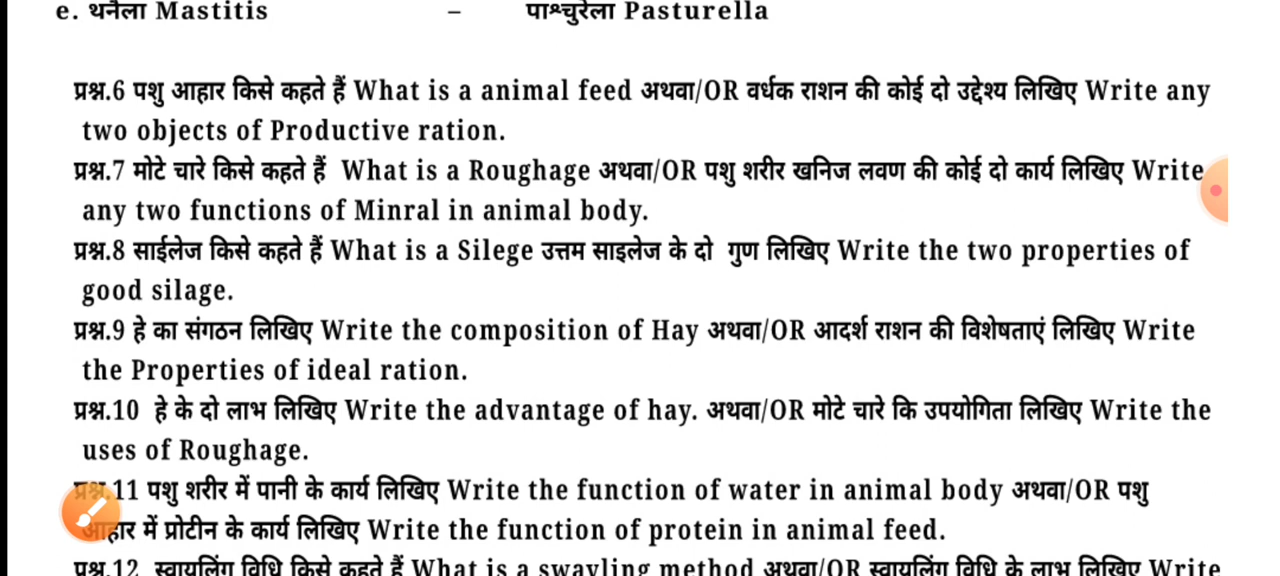 e. थनैला Mastitis – पाश्चुरेला Pasturella
प्रश्न.6 पशु आहार किसे कहते हैं What is a animal feed अथवा/OR वर्धक राशन की कोई दो उद्देश्य लिखिए Write any
two objects of Productive ration.
प्रश्न.7 मोटे चारे किसे कहते हैं What is a Roughage अथवा/OR पशु शरीर खनिज लवण की कोई दो कार्य लिखिए Write
any two functions of Minral in animal body.
प्रश्न.8 साईलेज किसे कहते हैं What is a Silege उत्तम साइलेज के दो गुण लिखिए Write the two properties of
good silage.
प्रश्न.9 हे का संगठन लिखिए Write the composition of Hay अथवा/OR आदर्श राशन की विशेषताएं लिखिए Write
the Properties of ideal ration.
प्रश्न.10 हे के दो लाभ लिखिए Write the advantage of hay. अथवा/OR मोटे चारे कि उपयोगिता लिखिए Write the
uses of Roughage.
प्रश्न.11 पशु शरीर में पानी के कार्य लिखिए Write the function of water in animal body अथवा/OR पशु
आहार में प्रोटीन के कार्य लिखिए Write the function of protein in animal feed.
प्रश्न.12 स्वायलिंग विधि किसे कहते हैं What is a swayling method अथवा/OR स्वायलिंग विधि के लाभ लिखिए Write